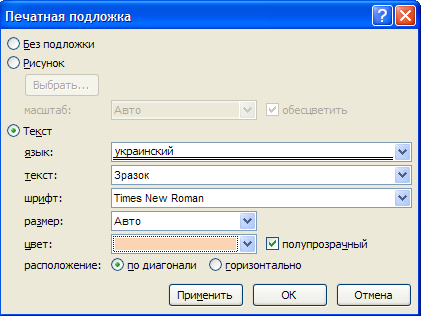 Печатная подложка
Без подложки
Рисунок
Выбрать...
масштаб: Авто обесцветить
Текст
язык: украинский
текст: Зразок
шрифт: Times New Roman
размер: Авто
цвет: полупрозрачный
расположение: по диагонали горизонтально
Применить ОК Отмена